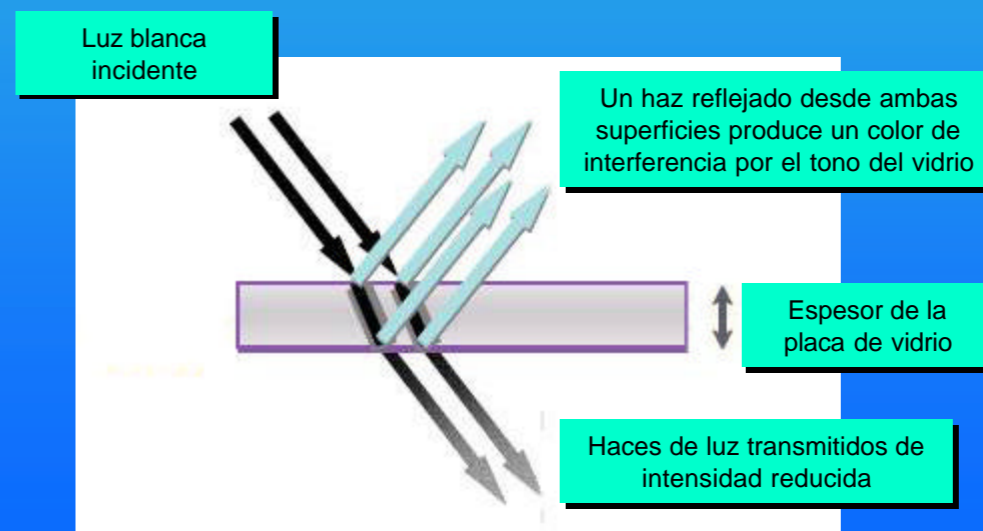 Luz blanca
incidente
Un haz reflejado desde ambas
superficies produce un color de
interferencia por el tono del vidrio
Espesor de la
placa de vidrio
Haces de luz transmitidos de
intensidad reducida